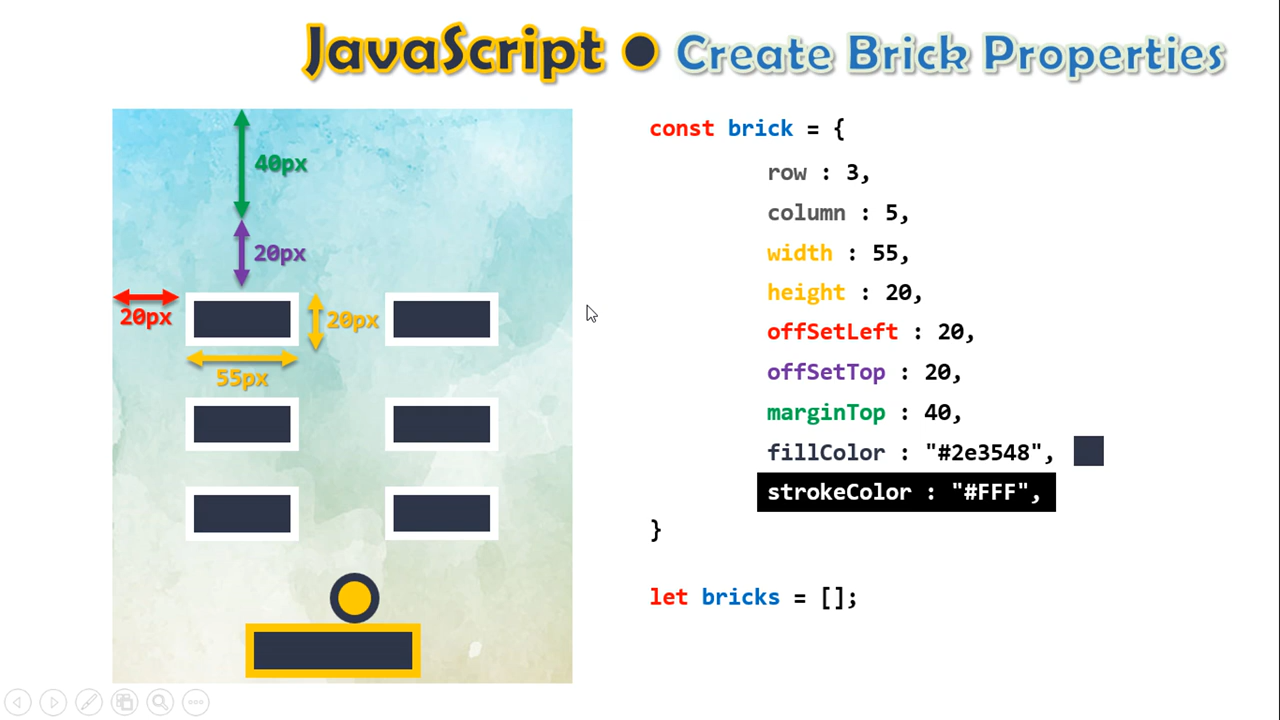 JavaScript ● Create Brick Properties
40px
20px
20px
20px
55px
const brick = {
row : 3,
column : 5,
width : 55,
height : 20,
offSetLeft : 20,
offSetTop : 20,
marginTop : 40,
fillColor : "#2e3548",
strokeColor : "#FFF",
}
let bricks = [];